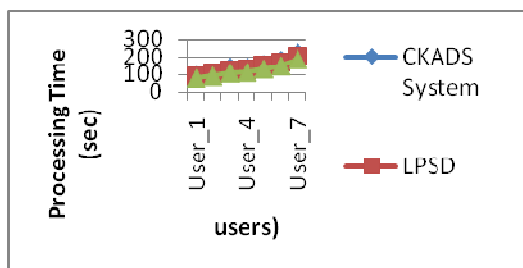 300
200
100
0
Processing Time
(sec)
User_1
User_4
User_7
users)
CKADS
System
LPSD